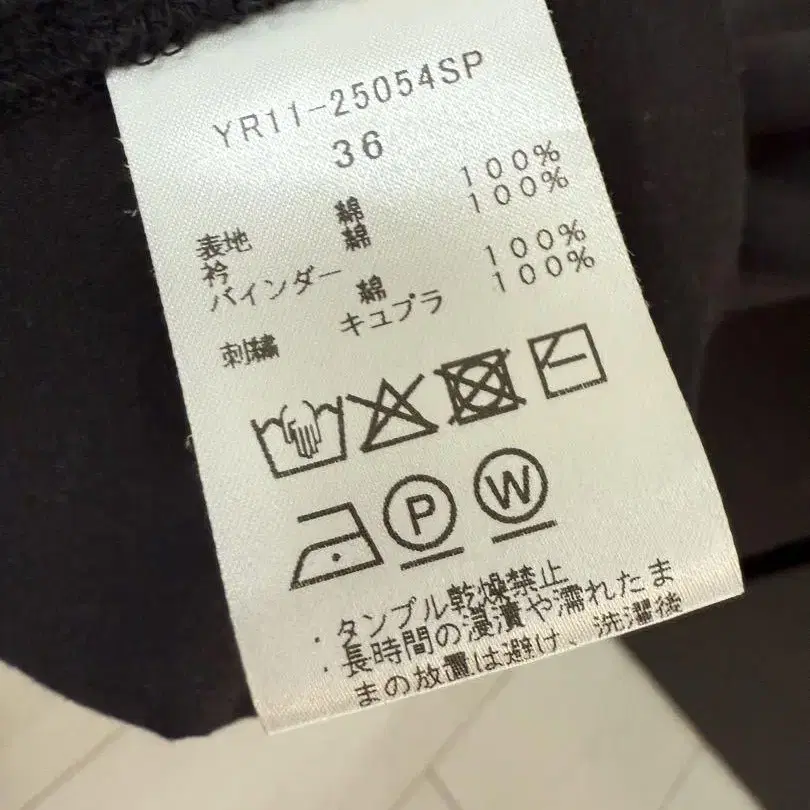 YR11-25054SP
36
表地 綿 100%
衿 綿 100%
バインダー 綿 100%
刺繍 キュプラ 100%
P W
・タンブル乾燥禁止
・長時間の浸漬や濡れたま
まの放置は避け、洗濯後